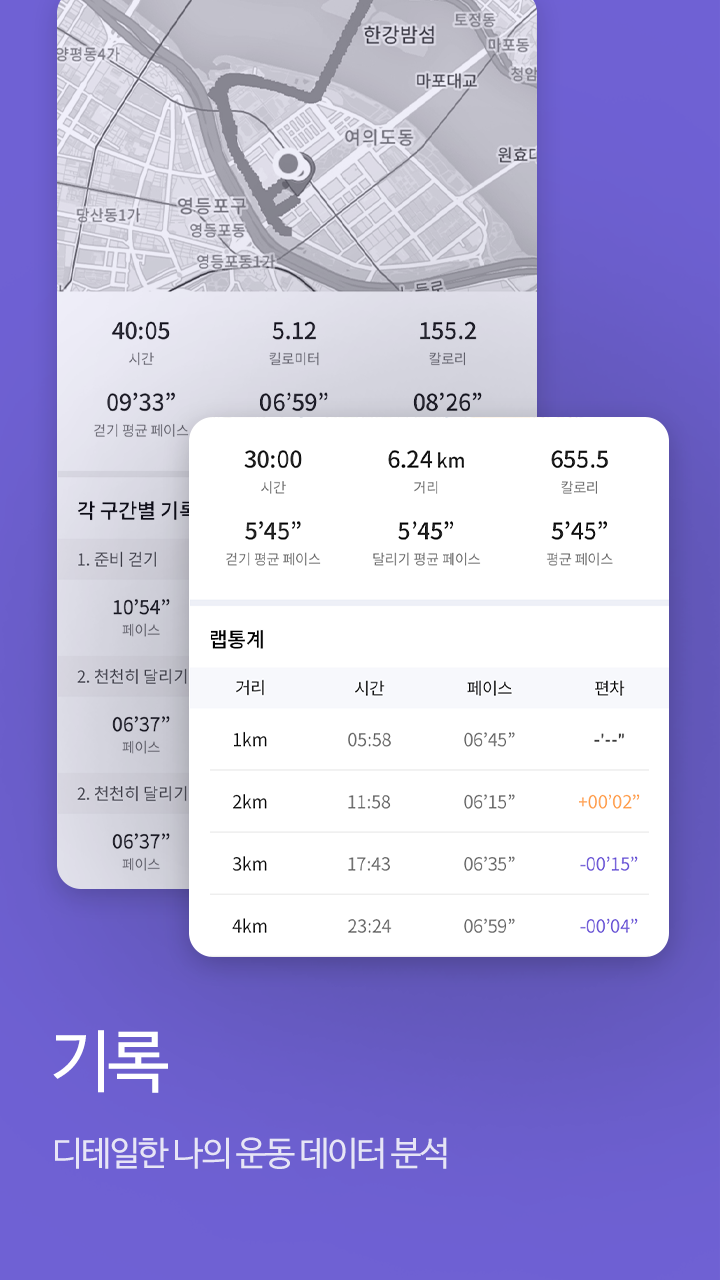 한강밤섬
토정동
마포동
양평동4가
마포대교
청암
여의도동
원효대
당산동1가
영등포구
영등포동
영등포동1가
노들로
40:05 5.12 155.2
시간 킬로미터 칼로리
09’33” 06’59” 08’26”
걷기 평균 페이스
각 구간별 기록
1. 준비 걷기
10’54”
페이스
2. 천천히 달리기
06’37”
페이스
2. 천천히 달리기
06’37”
페이스
30:00 6.24 km 655.5
시간 거리 칼로리
5’45” 5’45” 5’45”
걷기 평균 페이스 달리기 평균 페이스 평균 페이스
랩통계
거리 시간 페이스 편차
1km 05:58 06’45” -'--"
2km 11:58 06’15” +00’02”
3km 17:43 06’35” -00’15”
4km 23:24 06’59” -00’04”
기록
디테일한 나의 운동 데이터 분석